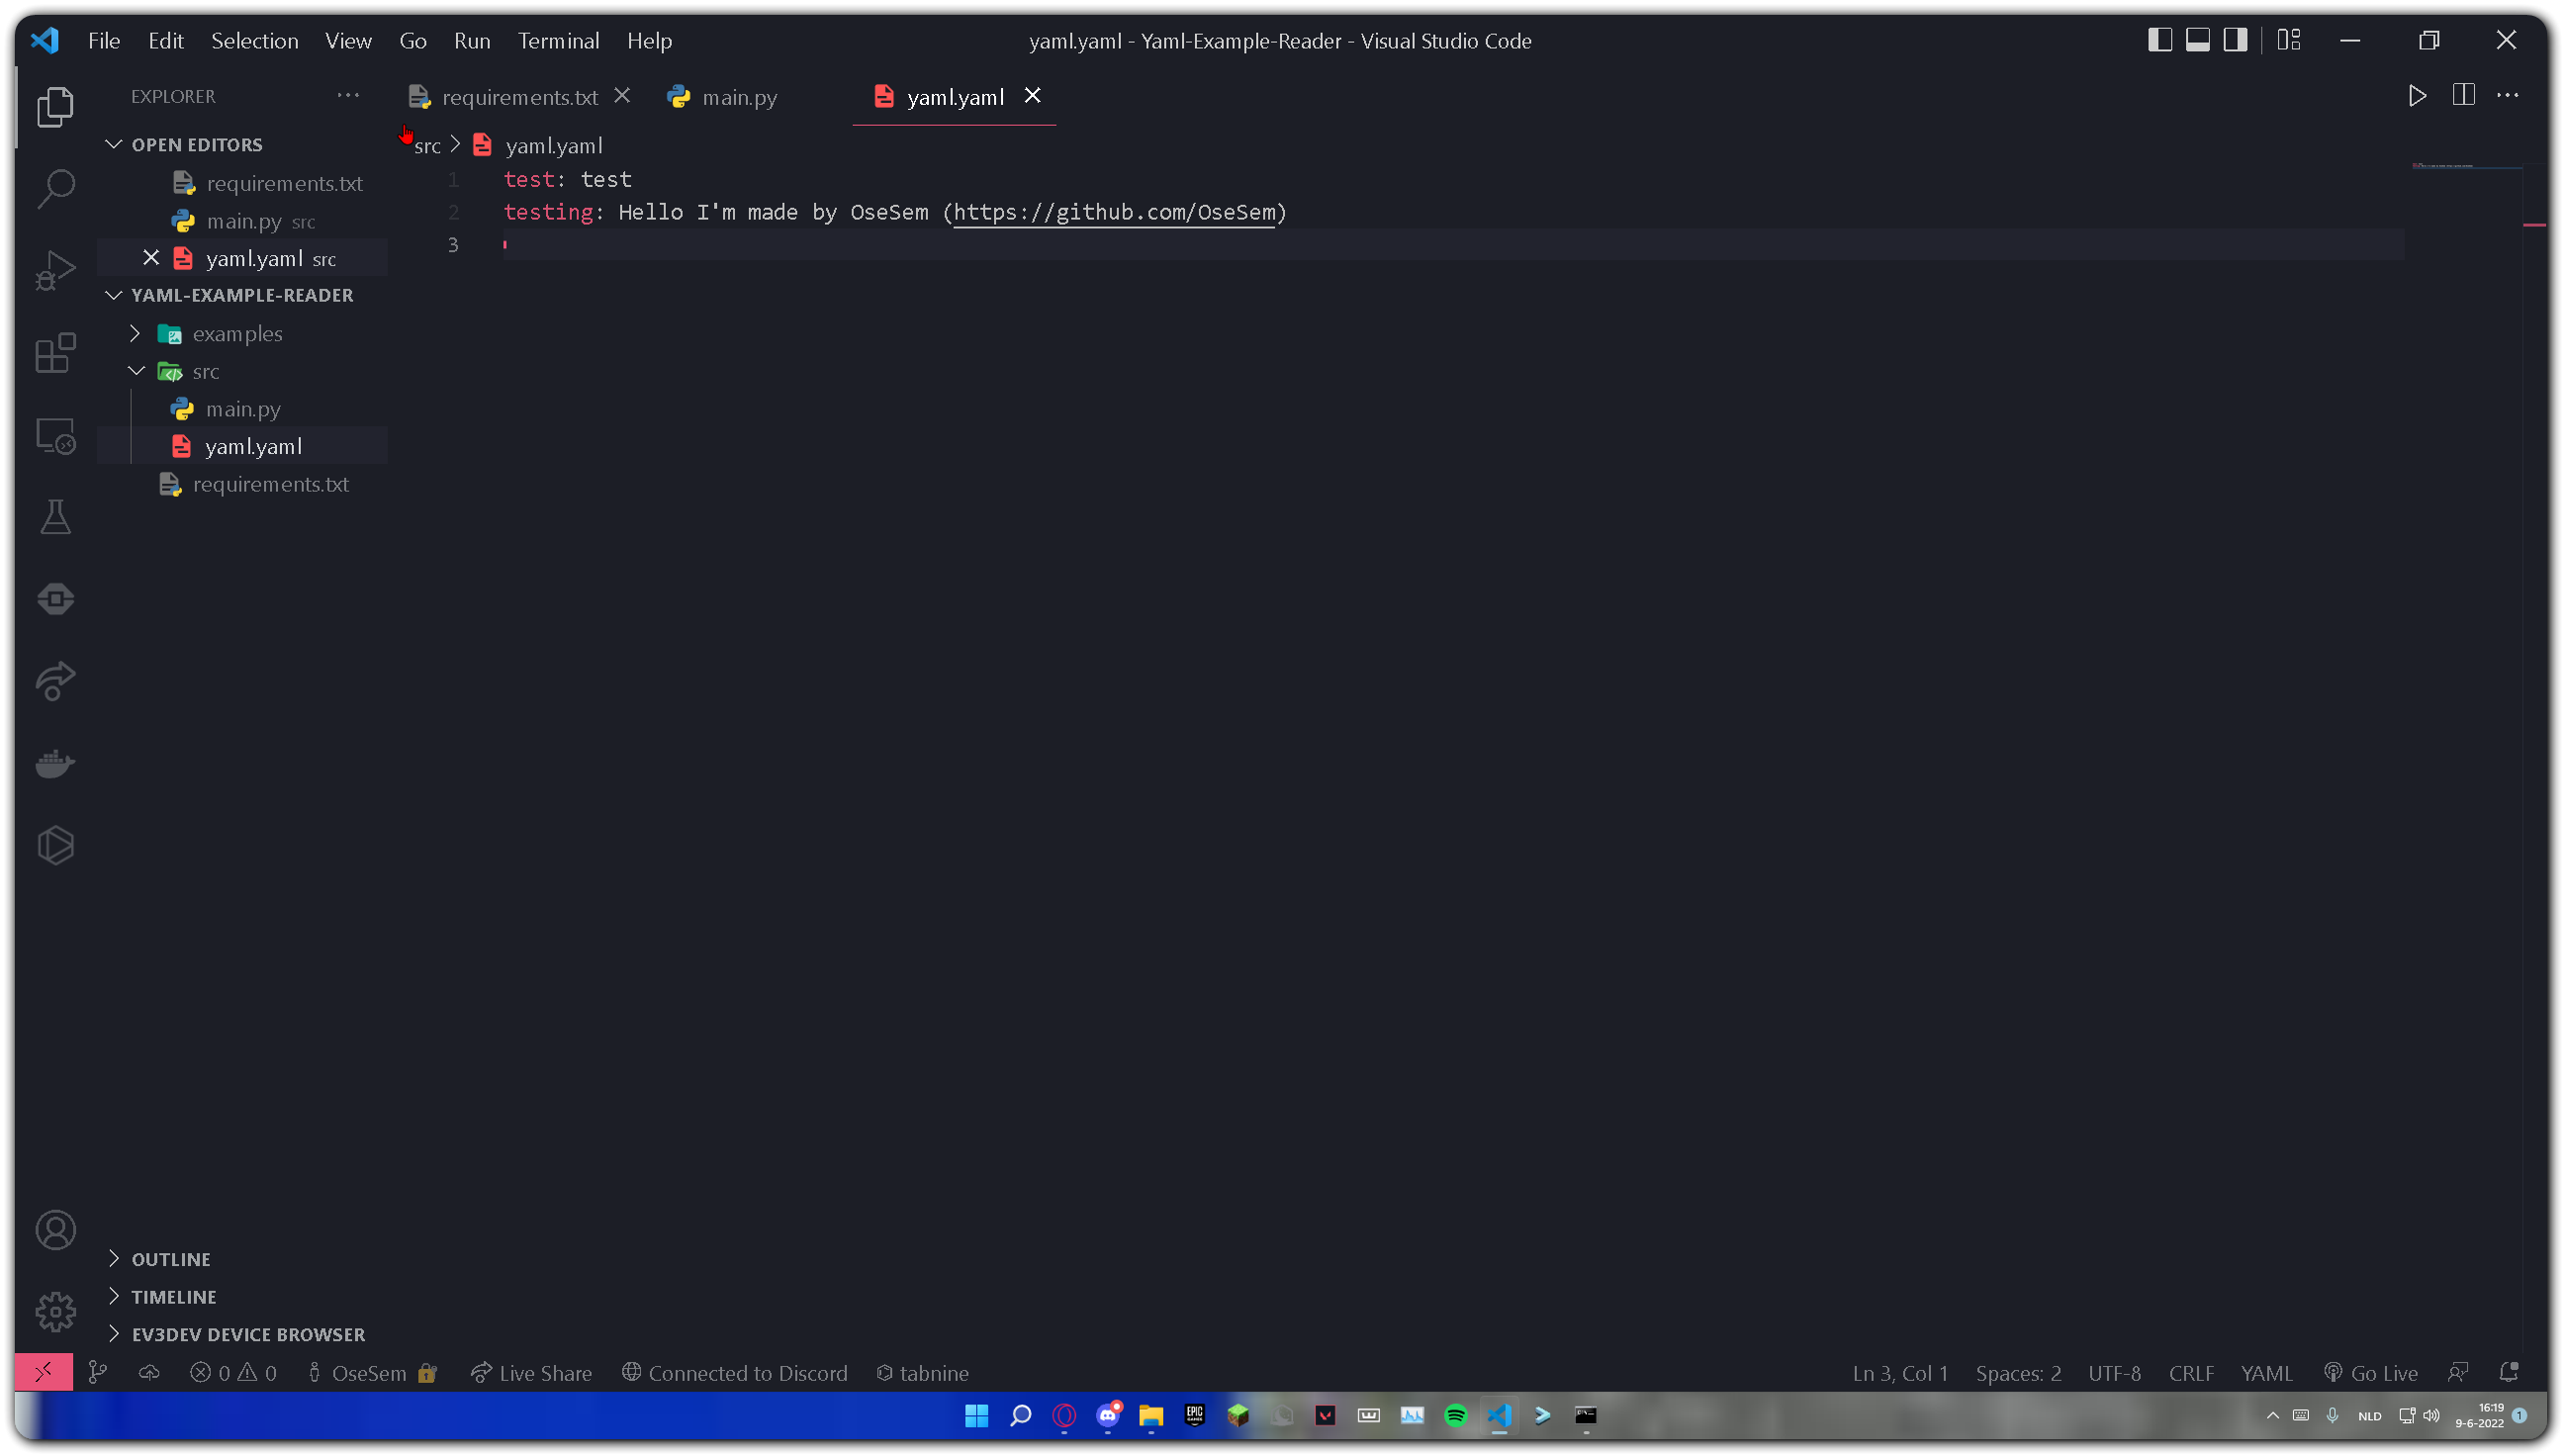 File Edit Selection View Go Run Terminal Help yaml.yaml - Yaml-Example-Reader - Visual Studio Code
EXPLORER
requirements.txt main.py yaml.yaml
OPEN EDITORS
requirements.txt
main.py src
yaml.yaml src
YAML-EXAMPLE-READER
examples
src
main.py
yaml.yaml
requirements.txt
src > yaml.yaml
1 test: test
2 testing: Hello I'm made by OseSem (https://github.com/OseSem)
3
OUTLINE
TIMELINE
EV3DEV DEVICE BROWSER
0 0 OseSem Live Share Connected to Discord tabnine Ln 3, Col 1 Spaces: 2 UTF-8 CRLF YAML Go Live
EPIC GAMES
NLD 16:19
9-6-2022 1